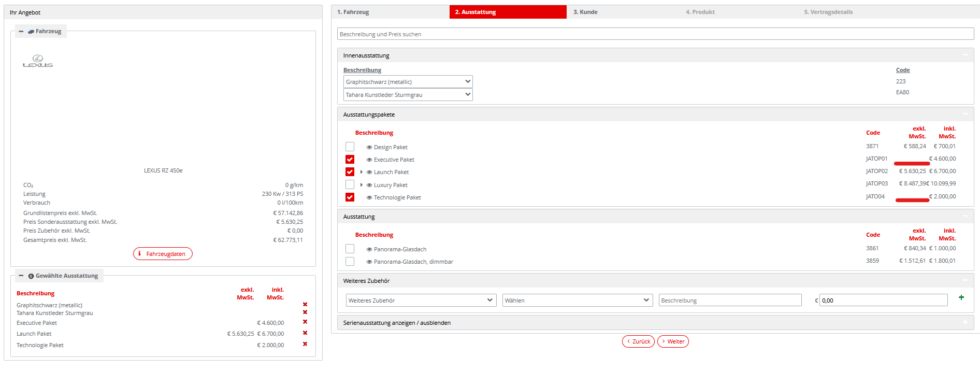 Ihr Angebot
Fahrzeug
LEXUS
LEXUS RZ 450e
CO₂ 0 g/km
Leistung 230 Kw / 313 PS
Verbrauch 0 l/100km
Grundlistenpreis exkl. MwSt. € 57.142,86
Preis Sonderausstattung exkl. MwSt. € 5.630,25
Preis Zubehör exkl. MwSt. € 0,00
Gesamtpreis exkl. MwSt. € 62.773,11
Fahrzeugdaten
Gewählte Ausstattung
Beschreibung exkl. MwSt. inkl. MwSt.
Graphitschwarz (metallic)
Tahara Kunstleder Sturmgrau
Executive Paket € 4.600,00
Launch Paket € 5.630,25 € 6.700,00
Technologie Paket € 2.000,00
1. Fahrzeug 2. Ausstattung 3. Kunde 4. Produkt 5. Vertragsdetails
Beschreibung und Preis suchen
Innenausstattung
Beschreibung Code
Graphitschwarz (metallic) 223
Tahara Kunstleder Sturmgrau EA80
Ausstattungspakete
Beschreibung Code exkl. MwSt. inkl. MwSt.
Design Paket 3871 € 588,24 € 700,01
Executive Paket JATOP01 € 4.600,00
Launch Paket JATOP02 € 5.630,25 € 6.700,00
Luxury Paket JATOP03 € 8.487,39 € 10.099,99
Technologie Paket JATO04 € 2.000,00
Ausstattung
Beschreibung Code exkl. MwSt. inkl. MwSt.
Panorama-Glasdach 3861 € 840,34 € 1.000,00
Panorama-Glasdach, dimmbar 3859 € 1.512,61 € 1.800,01
Weiteres Zubehör
Weiteres Zubehör Wählen Beschreibung € 0,00
Serienausstattung anzeigen / ausblenden
Zurück Weiter